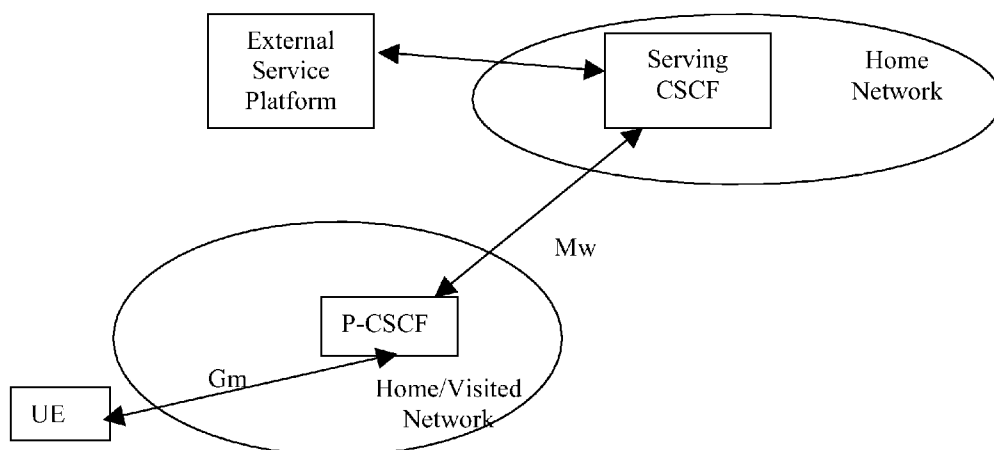 External
Service
Platform
Serving
CSCF
Home
Network
Mw
P-CSCF
Gm
Home/Visited
Network
UE